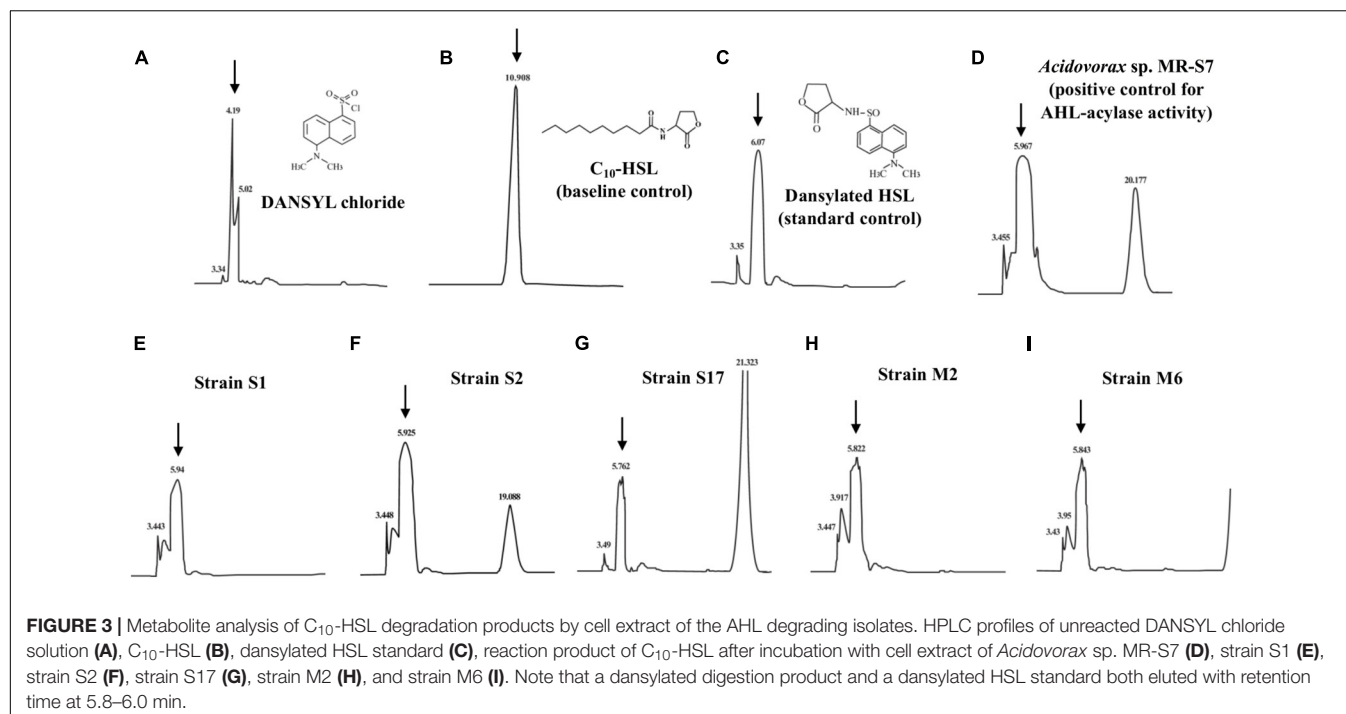 A
4.19
5.02
3.34
O
O
S
Cl
N
H3C
CH3
DANSYL chloride
B
10.908
O
O
N
H
O
C10-HSL
(baseline control)
C
6.07
3.35
O
O
NH-SO
N
H3C
CH3
Dansylated HSL
(standard control)
D
Acidovorax sp. MR-S7
(positive control for
AHL-acylase activity)
5.967
3.455
20.177
E
Strain S1
5.94
3.443
F
Strain S2
5.925
3.448
19.088
G
Strain S17
21.323
5.762
3.49
H
Strain M2
5.822
3.917
3.447
I
Strain M6
5.843
3.95
3.43
FIGURE 3 | Metabolite analysis of C10-HSL degradation products by cell extract of the AHL degrading isolates. HPLC profiles of unreacted DANSYL chloride
solution (A), C10-HSL (B), dansylated HSL standard (C), reaction product of C10-HSL after incubation with cell extract of Acidovorax sp. MR-S7 (D), strain S1 (E),
strain S2 (F), strain S17 (G), strain M2 (H), and strain M6 (I). Note that a dansylated digestion product and a dansylated HSL standard both eluted with retention
time at 5.8–6.0 min.